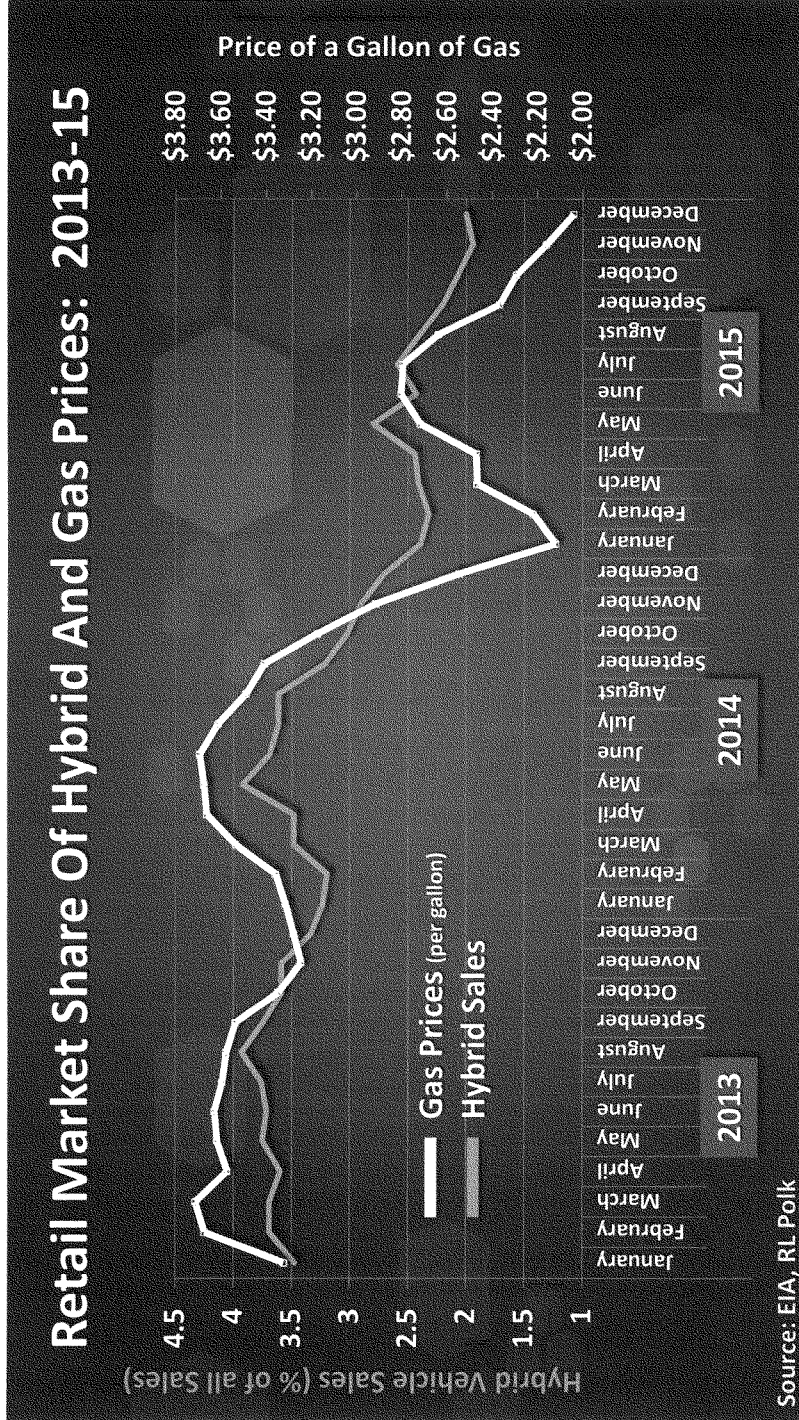 Retail Market Share Of Hybrid And Gas Prices: 2013-15
Hybrid Vehicle Sales (% of all Sales)
4.5
4
3.5
3
2.5
2
1.5
1
Price of a Gallon of Gas
$3.80
$3.60
$3.40
$3.20
$3.00
$2.80
$2.60
$2.40
$2.20
$2.00
Gas Prices (per gallon)
Hybrid Sales
January
February
March
April
May
June
July
August
September
October
November
December
January
February
March
April
May
June
July
August
September
October
November
December
January
February
March
April
May
June
July
August
September
October
November
December
2013
2014
2015
Source: EIA, RL Polk